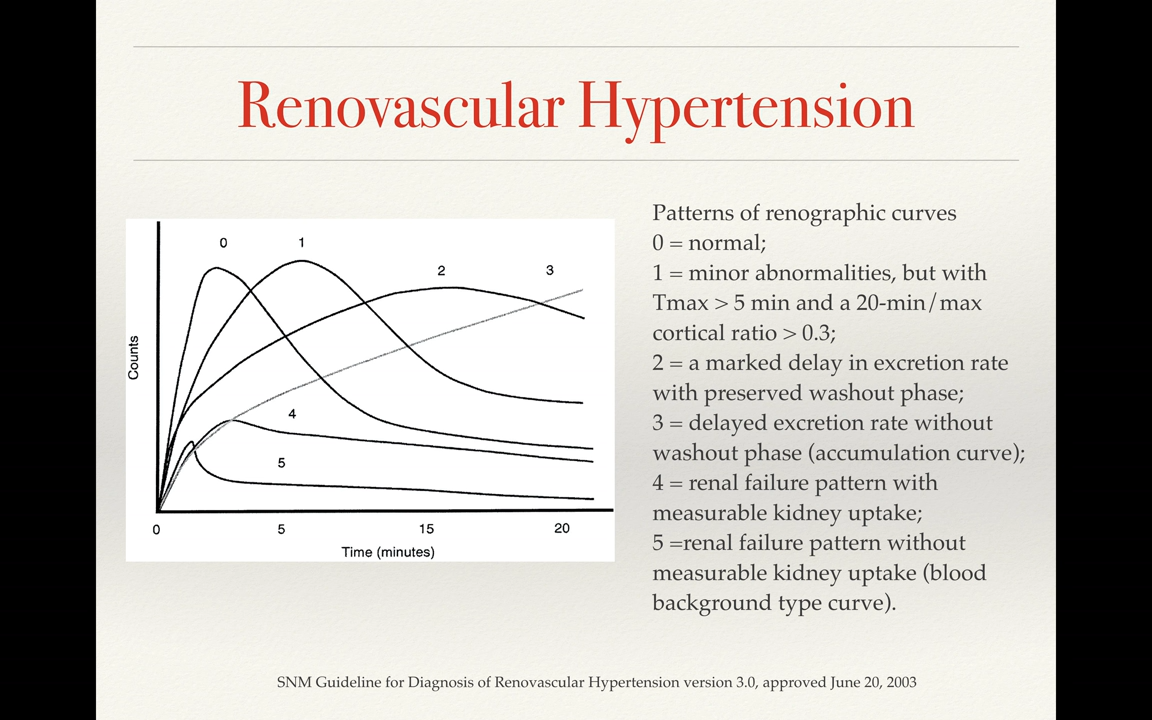 Renovascular Hypertension
Patterns of renographic curves
0 = normal;
1 = minor abnormalities, but with
Tmax > 5 min and a 20-min/max
cortical ratio > 0.3;
2 = a marked delay in excretion rate
with preserved washout phase;
3 = delayed excretion rate without
washout phase (accumulation curve);
4 = renal failure pattern with
measurable kidney uptake;
5 =renal failure pattern without
measurable kidney uptake (blood
background type curve).
0 1 2 3
4
5
Counts
0 5 15 20
Time (minutes)
SNM Guideline for Diagnosis of Renovascular Hypertension version 3.0, approved June 20, 2003